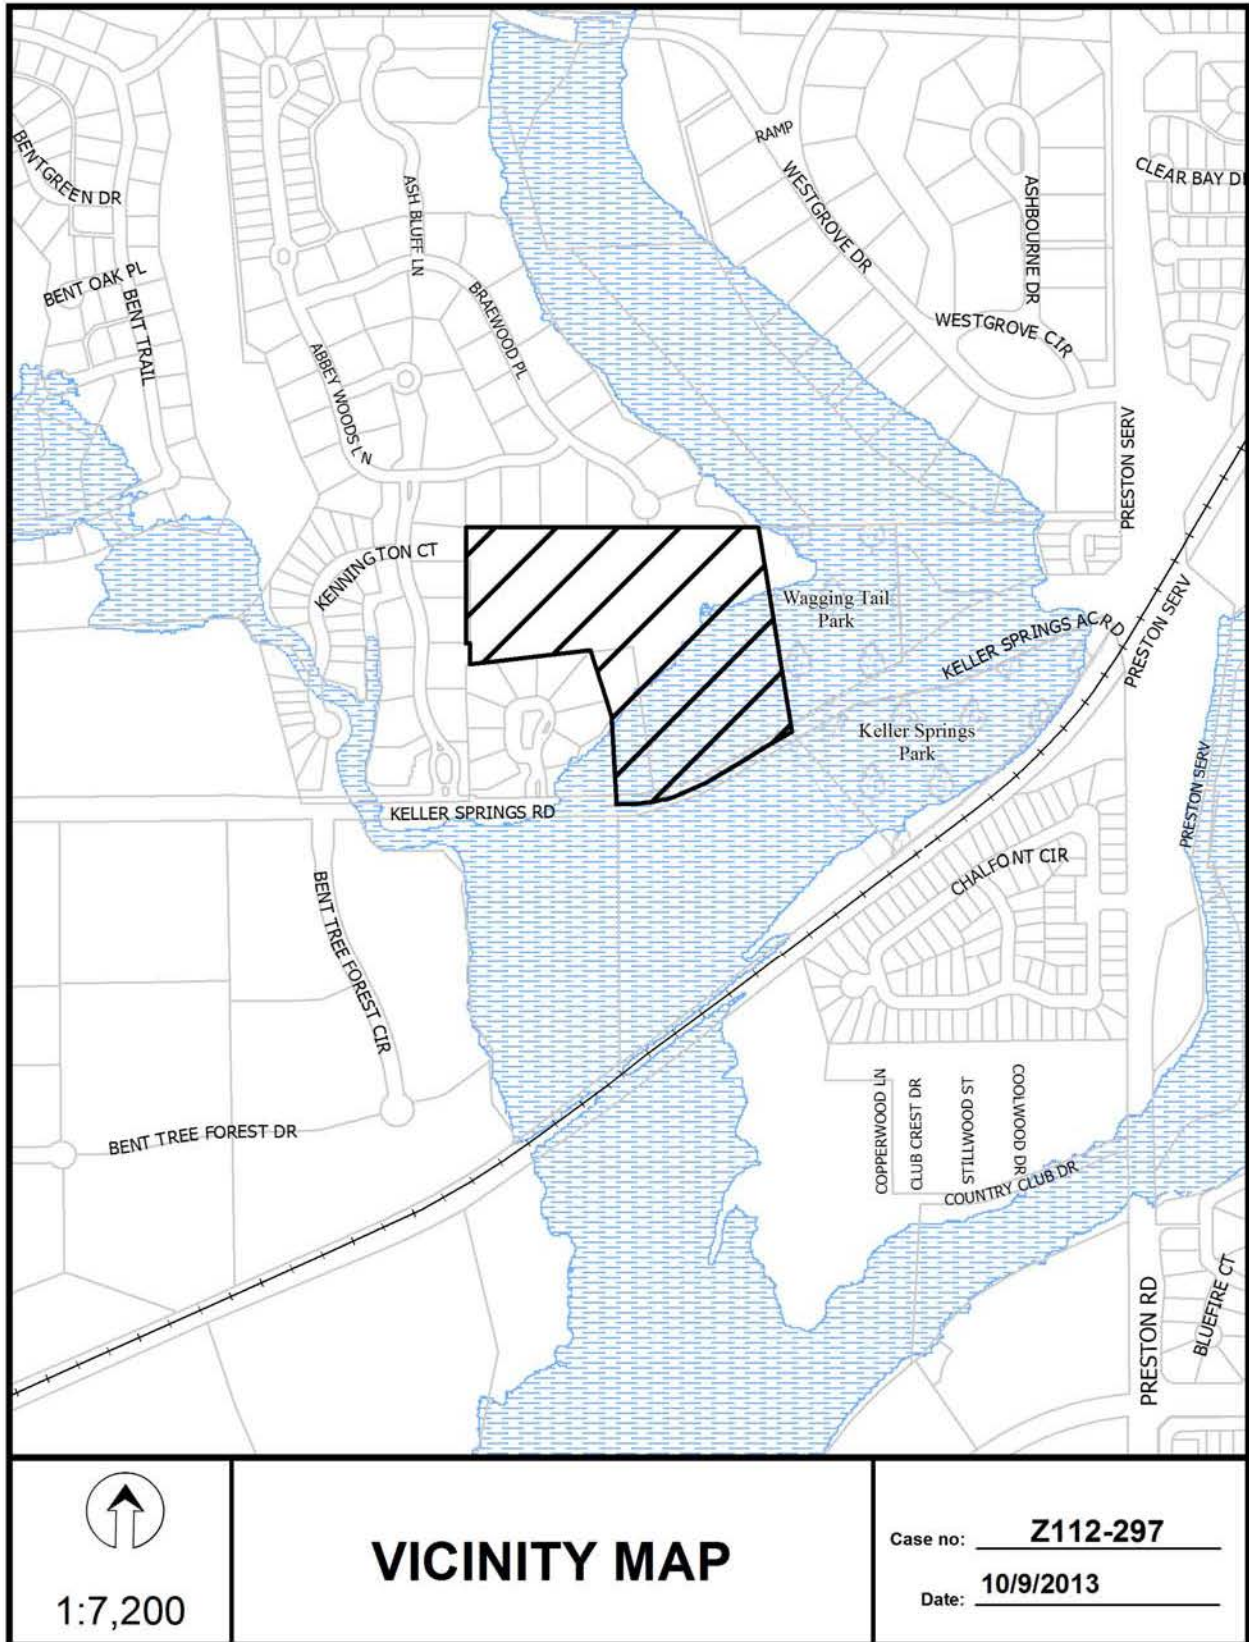 RAMP
BENTGREEN DR
ASH BLUFF LN
WESTGROVE DR
ASHBOURNE DR
BENT OAK PL
BENT TRAIL
BRAEWOOD PL
WESTGROVE CIR
ABBEY WOODS LN
PRESTON SERV
KENNINGTON CT
Wagging Tail
Park
KELLER SPRINGS AC RD
PRESTON SERV
Keller Springs
Park
PRESTON SERV
KELLER SPRINGS RD
CHALFONT CIR
BENT TREE FOREST CIR
BENT TREE FOREST DR
COPPERWOOD LN
CLUB CREST DR
STILLWOOD ST
COOLWOOD DR
COUNTRY CLUB DR
PRESTON RD
BLUEFIRE CT
1:7,200
VICINITY MAP
Case no: Z112-297
Date: 10/9/2013